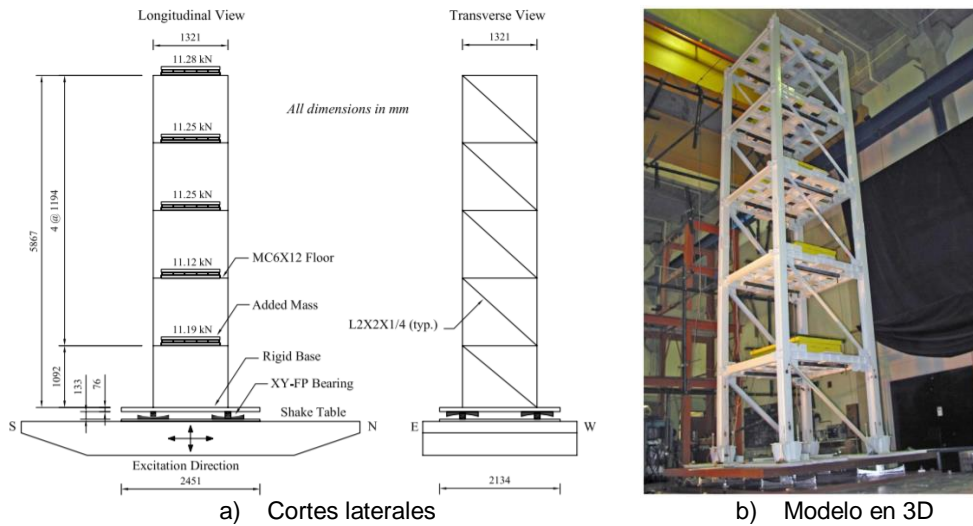 Longitudinal View
Transverse View
1321
1321
11.28 kN
All dimensions in mm
11.25 kN
11.25 kN
5867
4 @ 1194
MC6X12 Floor
11.12 kN
Added Mass
L2X2X1/4 (typ.)
11.19 kN
Rigid Base
1092
133
76
XY-FP Bearing
Shake Table
S
N
E
W
Excitation Direction
2451
2134
a) Cortes laterales
b) Modelo en 3D